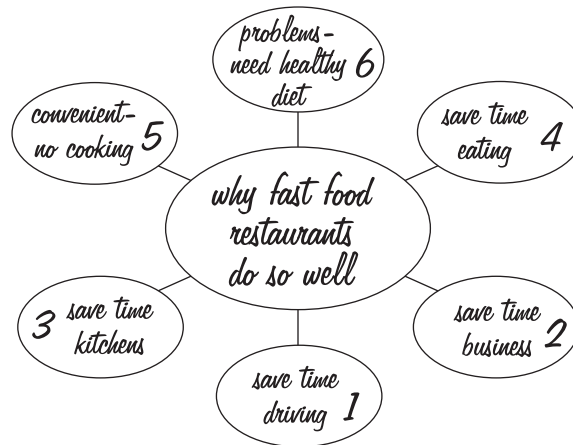 problems-
need healthy 6
diet
convenient-
no cooking 5
save time
eating 4
why fast food
restaurants
do so well
3 save time
kitchens
save time
business 2
save time
driving 1